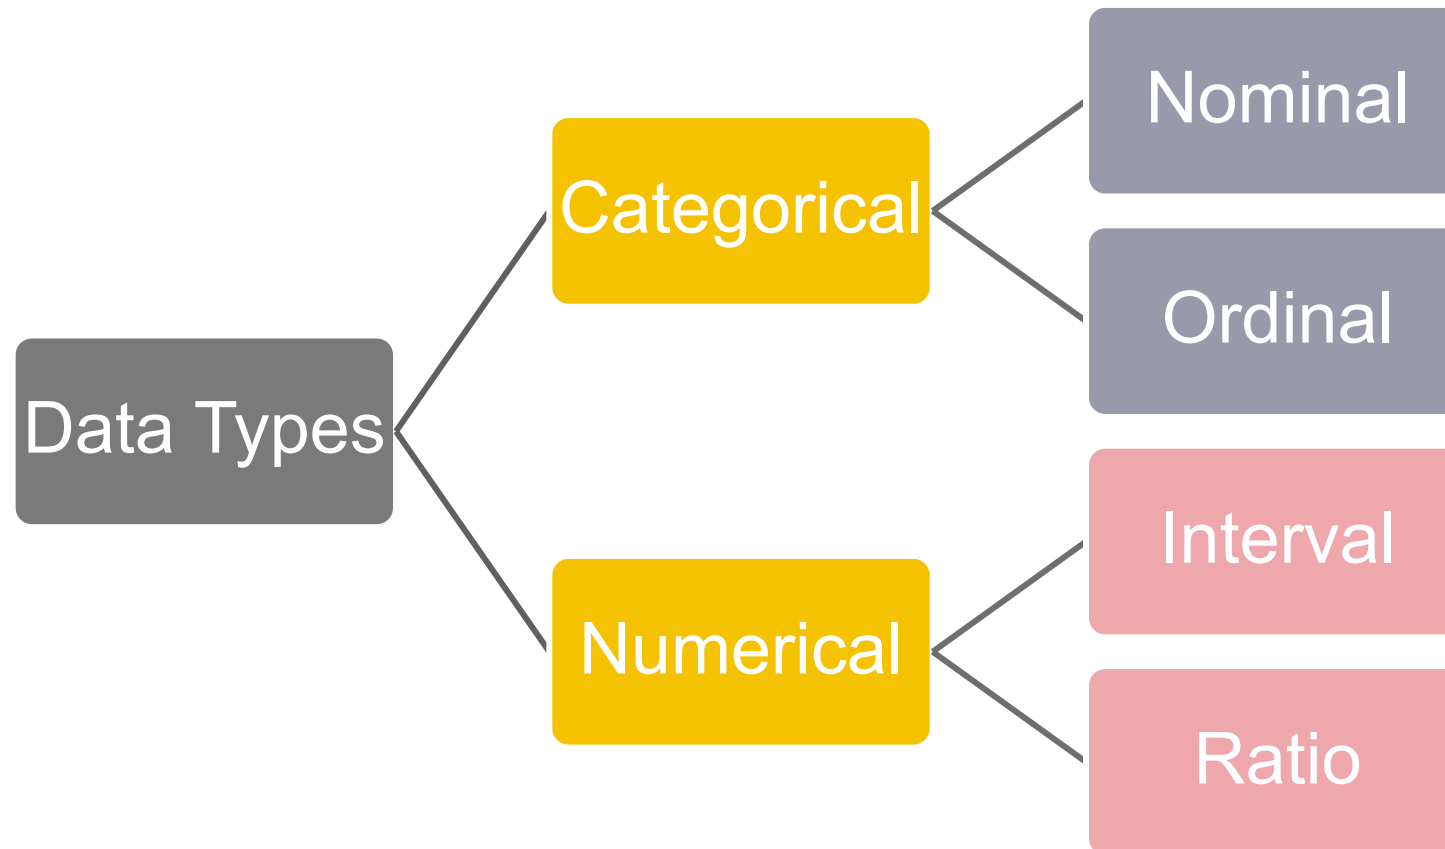 Data Types
Categorical
Nominal
Ordinal
Numerical
Interval
Ratio